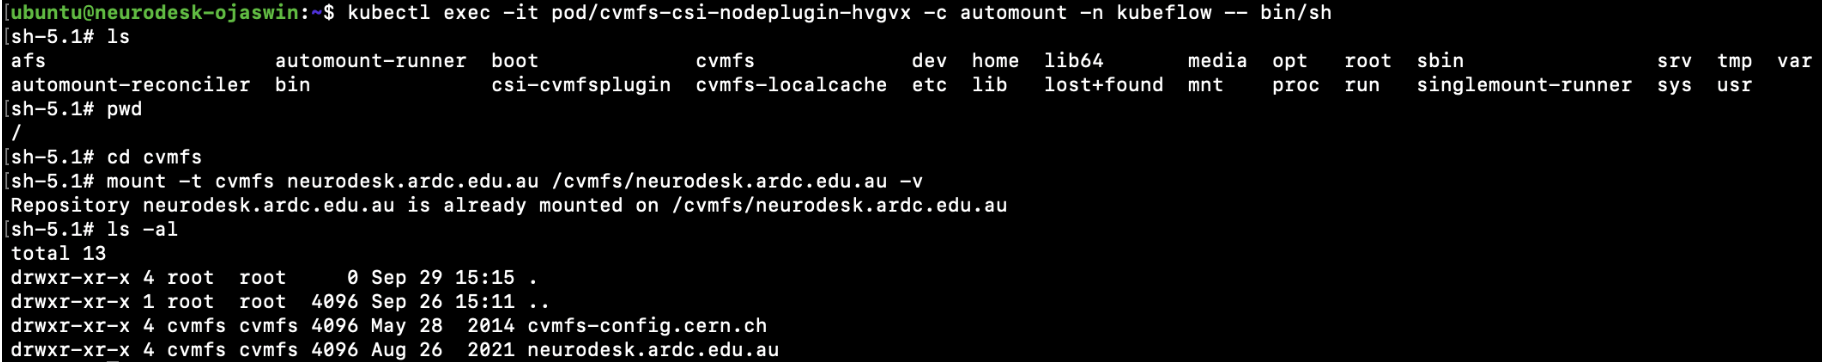 [ubuntu@neurodesk-ojaswin:~$ kubectl exec -it pod/cvmfs-csi-nodeplugin-hvgvx -c automount -n kubeflow -- bin/sh
[sh-5.1# ls
afs automount-runner boot cvmfs dev home lib64 media opt root sbin srv tmp var
automount-reconciler bin csi-cvmfsplugin cvmfs-localcache etc lib lost+found mnt proc run singlemount-runner sys usr
[sh-5.1# pwd
/
[sh-5.1# cd cvmfs
[sh-5.1# mount -t cvmfs neurodesk.ardc.edu.au /cvmfs/neurodesk.ardc.edu.au -v
Repository neurodesk.ardc.edu.au is already mounted on /cvmfs/neurodesk.ardc.edu.au
[sh-5.1# ls -al
total 13
drwxr-xr-x 4 root root 0 Sep 29 15:15 .
drwxr-xr-x 1 root root 4096 Sep 26 15:11 ..
drwxr-xr-x 4 cvmfs cvmfs 4096 May 28 2014 cvmfs-config.cern.ch
drwxr-xr-x 4 cvmfs cvmfs 4096 Aug 26 2021 neurodesk.ardc.edu.au